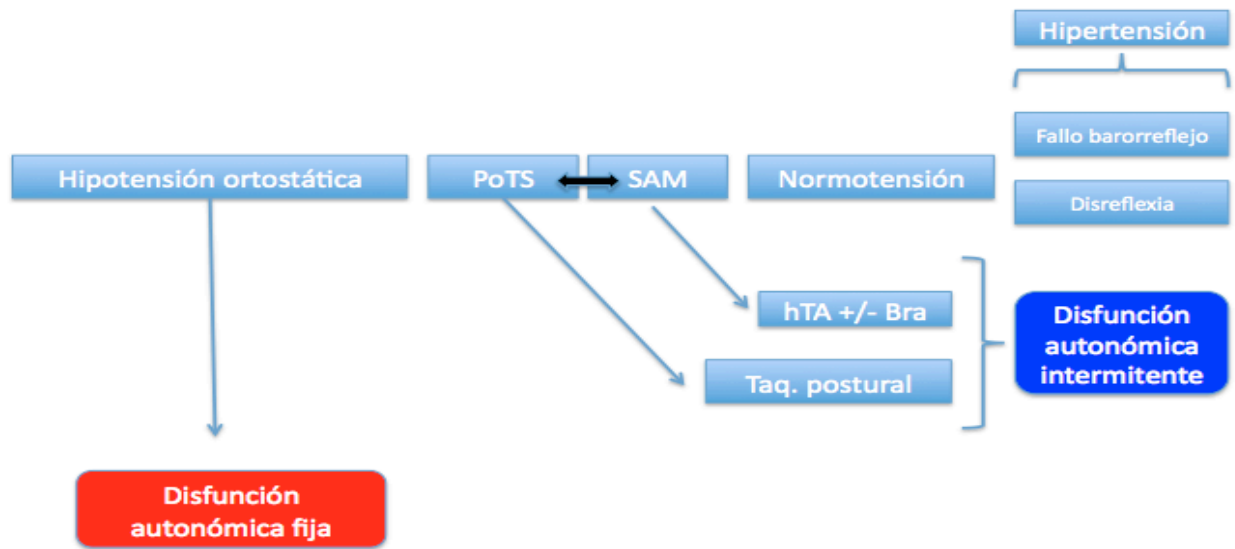 Hipertensión
Fallo barorreflejo
Hipotensión ortostática
PoTS
SAM
Normotensión
Disreflexia
hTA +/- Bra
Taq. postural
Disfunción
autonómica
intermitente
Disfunción
autonómica fija